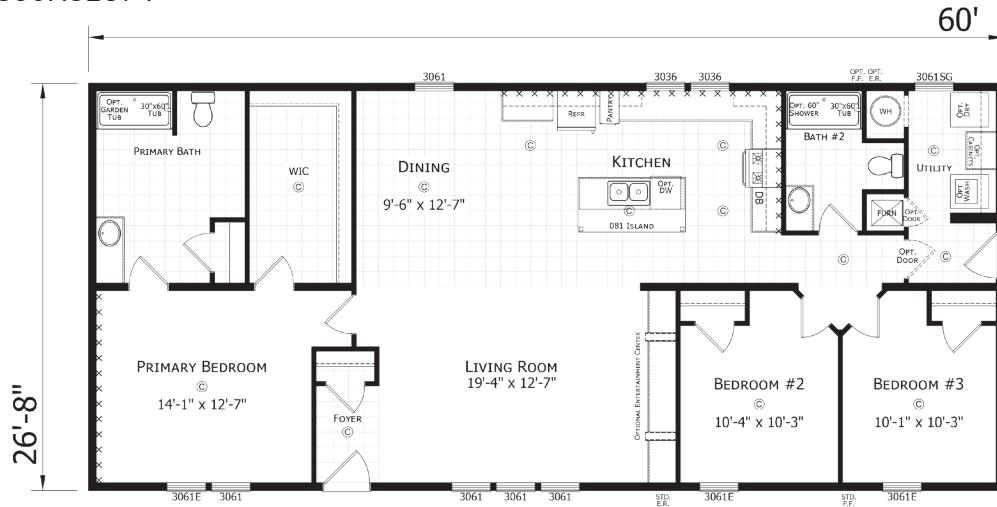 60'
26'-8"
3061
3036
3036
OPT. F.F.
OPT. E.R.
3061SG
OPT. GARDEN TUB
30"x60" TUB
PRIMARY BATH
WIC
©
DINING
©
9'-6" x 12'-7"
REFR
PANTRY
©
KITCHEN
©
OPT. DW
©
081 ISLAND
©
DB
OPT. 60" SHOWER
30"x60" TUB
BATH #2
WH
OPT. DRY
©
OPT. CABINETS
UTILITY
OPT. WASH
FURN
OPT. DOOR
OPT. DOOR
©
©
PRIMARY BEDROOM
©
14'-1" x 12'-7"
FOYER
©
LIVING ROOM
19'-4" x 12'-7"
OPTIONAL ENTERTAINMENT CENTER
BEDROOM #2
©
10'-4" x 10'-3"
BEDROOM #3
©
10'-1" x 10'-3"
3061E
3061
3061
3061
3061
STD. E.R.
3061E
STD. F.F.
3061E